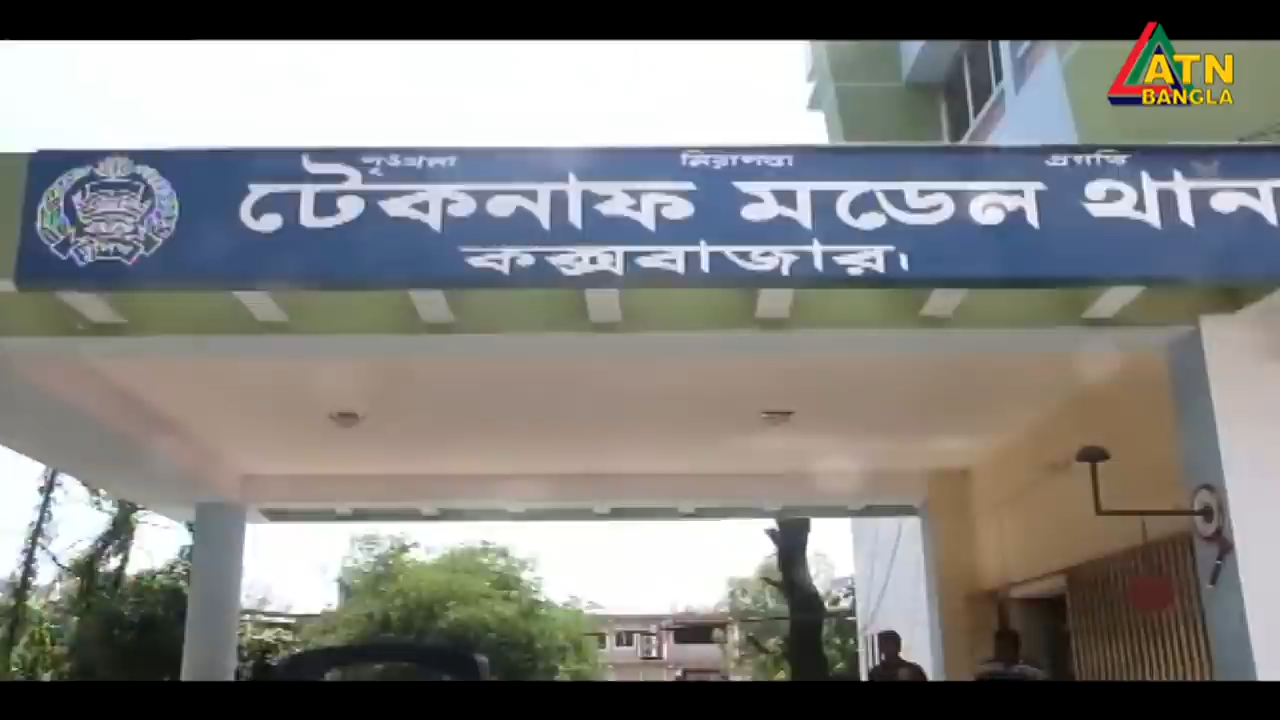 ATN
BANGLA
শৃঙ্খলা নিরাপত্তা প্রগতি
টেকনাফ মডেল থান
কক্সবাজার।